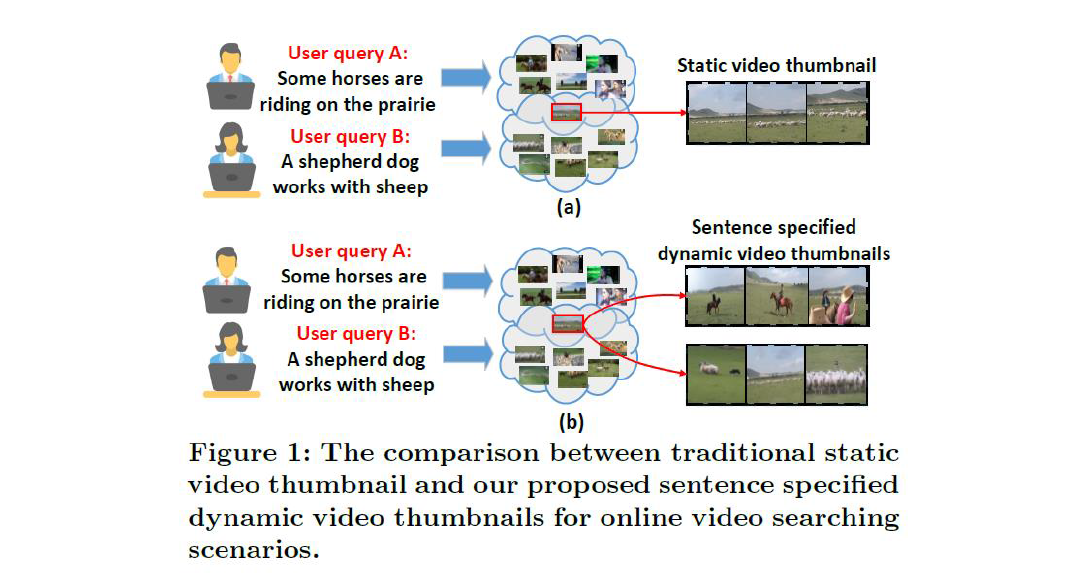 User query A:
Some horses are
riding on the prairie
User query B:
A shepherd dog
works with sheep
Static video thumbnail
(a)
User query A:
Some horses are
riding on the prairie
User query B:
A shepherd dog
works with sheep
Sentence specified
dynamic video thumbnails
(b)
Figure 1: The comparison between traditional static
video thumbnail and our proposed sentence specified
dynamic video thumbnails for online video searching
scenarios.